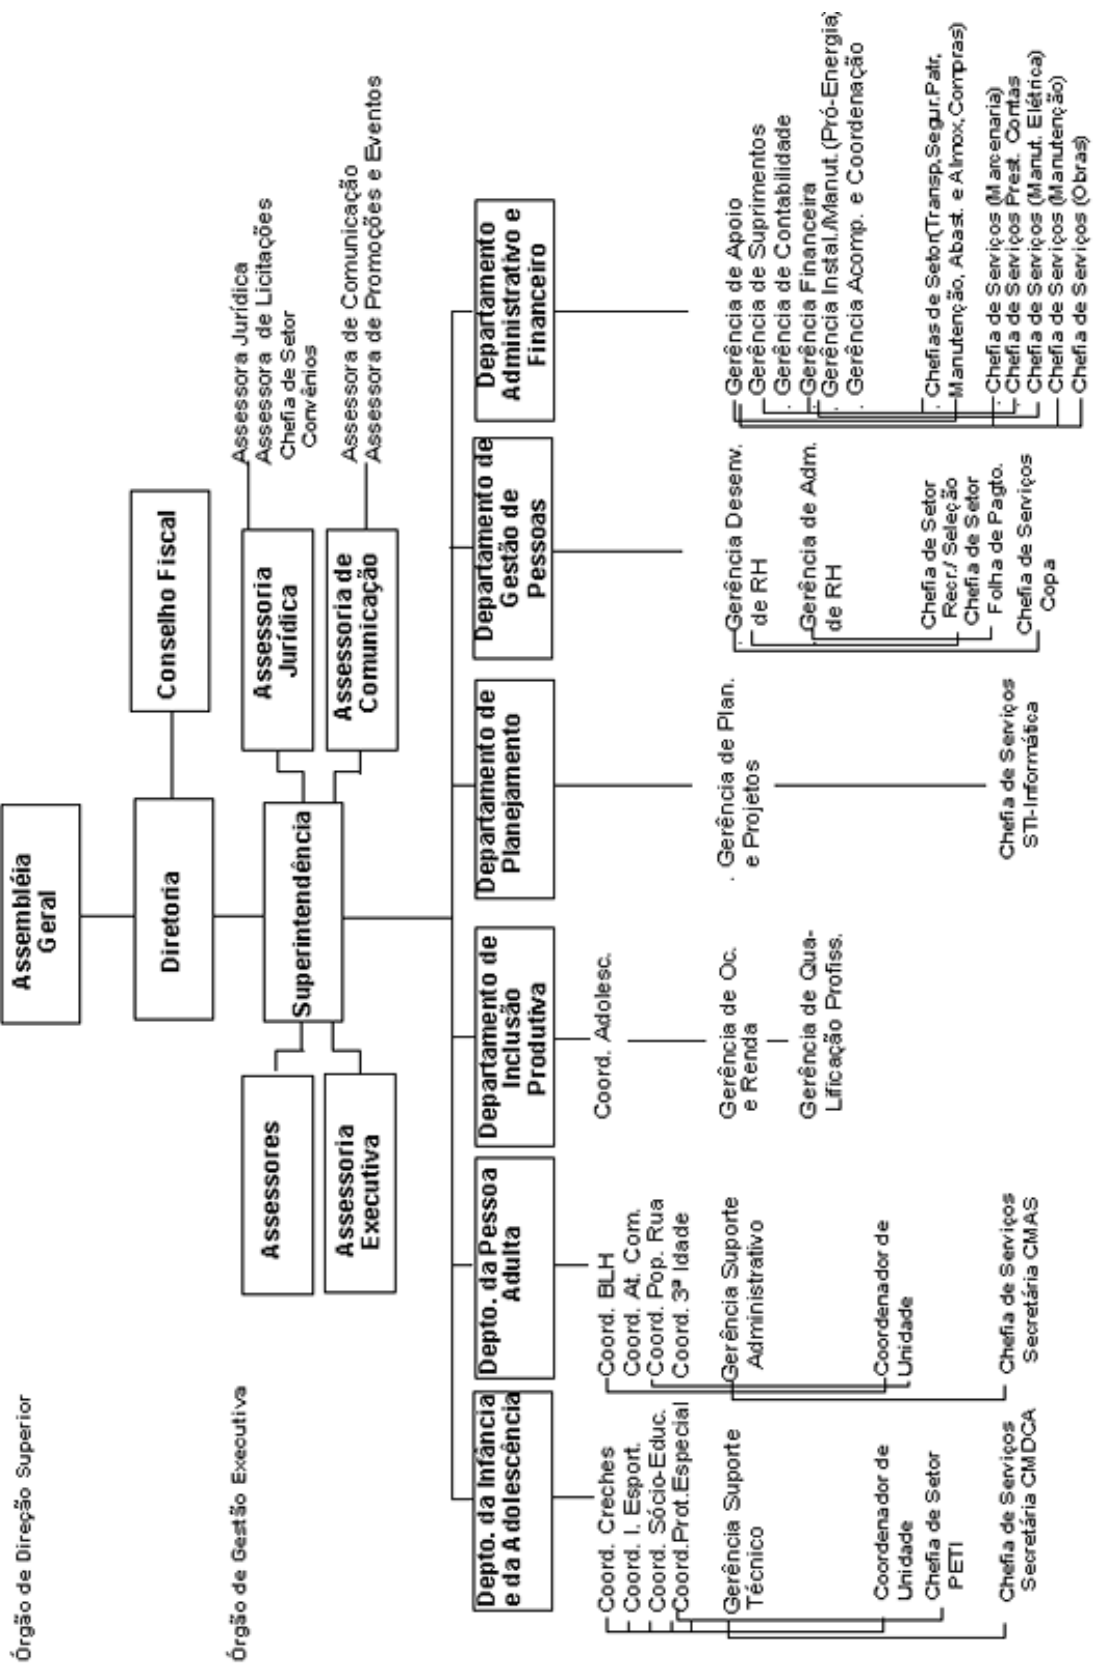 Órgão de Direção Superior
Assembléia
Geral
Diretoria
Conselho Fiscal
Órgão de Gestão Executiva
Superintendência
Assessores
Assessoria
Executiva
Assessoria
Jurídica
Assessoria de
Comunicação
Assessora Jurídica
Assessora de Licitações
Chefia de Setor
Convênios
Assessora de Comunicação
Assessora de Promoções e Eventos
Depto. da Infância
e da Adolescência
Coord. Creches
Coord. I. Esport.
Coord. Sócio-Educ.
Coord.Prot.Especial
Gerência Suporte
Técnico
Coordenador de
Unidade
Chefia de Setor
PETI
Chefia de Serviços
Secretária CMDCA
Depto. da Pessoa
Adulta
Coord. BLH
Coord. At. Com.
Coord. Pop. Rua
Coord. 3ª Idade
Gerência Suporte
Administrativo
Coordenador de
Unidade
Chefia de Serviços
Secretária CMAS
Departamento de
Inclusão
Produtiva
Coord. Adolesc.
Gerência de Oc.
e Renda
Gerência de Qua-
Lificação Profiss.
Departamento de
Planejamento
. Gerência de Plan.
e Projetos
Chefia de Serviços
STI-Informática
Departamento de
Gestão de
Pessoas
.Gerência Desenv.
de RH
.Gerência de Adm.
de RH
Chefia de Setor
Recr./ Seleção
Chefia de Setor
Folha de Pagto.
Chefia de Serviços
Copa
Departamento
Administrativo e
Financeiro
. Gerência de Apoio
. Gerência de Suprimentos
. Gerência de Contabilidade
.Gerência Financeira
. Gerência Instal./Manut.(Pró-Energia)
. Gerência Acomp. e Coordenação
. Chefias de Setor(Transp,Segur.Patr,
Manutenção, Abast. e Almox,Compras)
. Chefia de Serviços (Marcenaria)
. Chefia de Serviços Prest. Contas
. Chefia de Serviços (Manut. Elétrica)
Chefia de Serviços (Manutenção)
Chefia de Serviços (Obras)